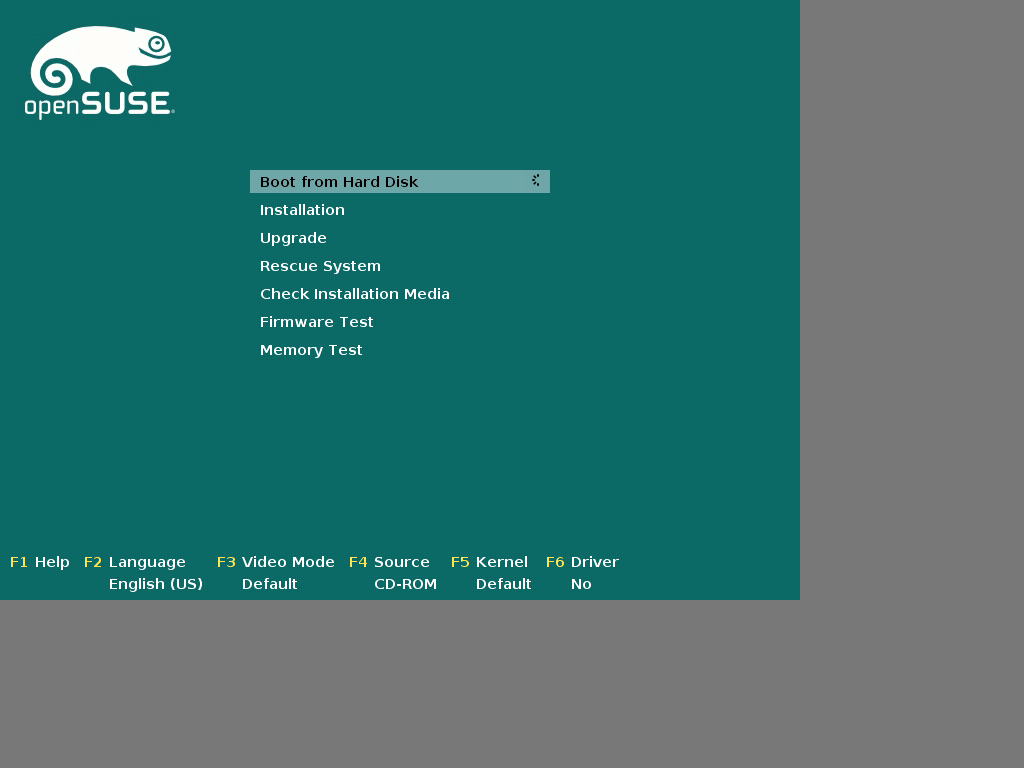 openSUSE
Boot from Hard Disk
Installation
Upgrade
Rescue System
Check Installation Media
Firmware Test
Memory Test
F1 Help F2 Language F3 Video Mode F4 Source F5 Kernel F6 Driver
English (US) Default CD-ROM Default No